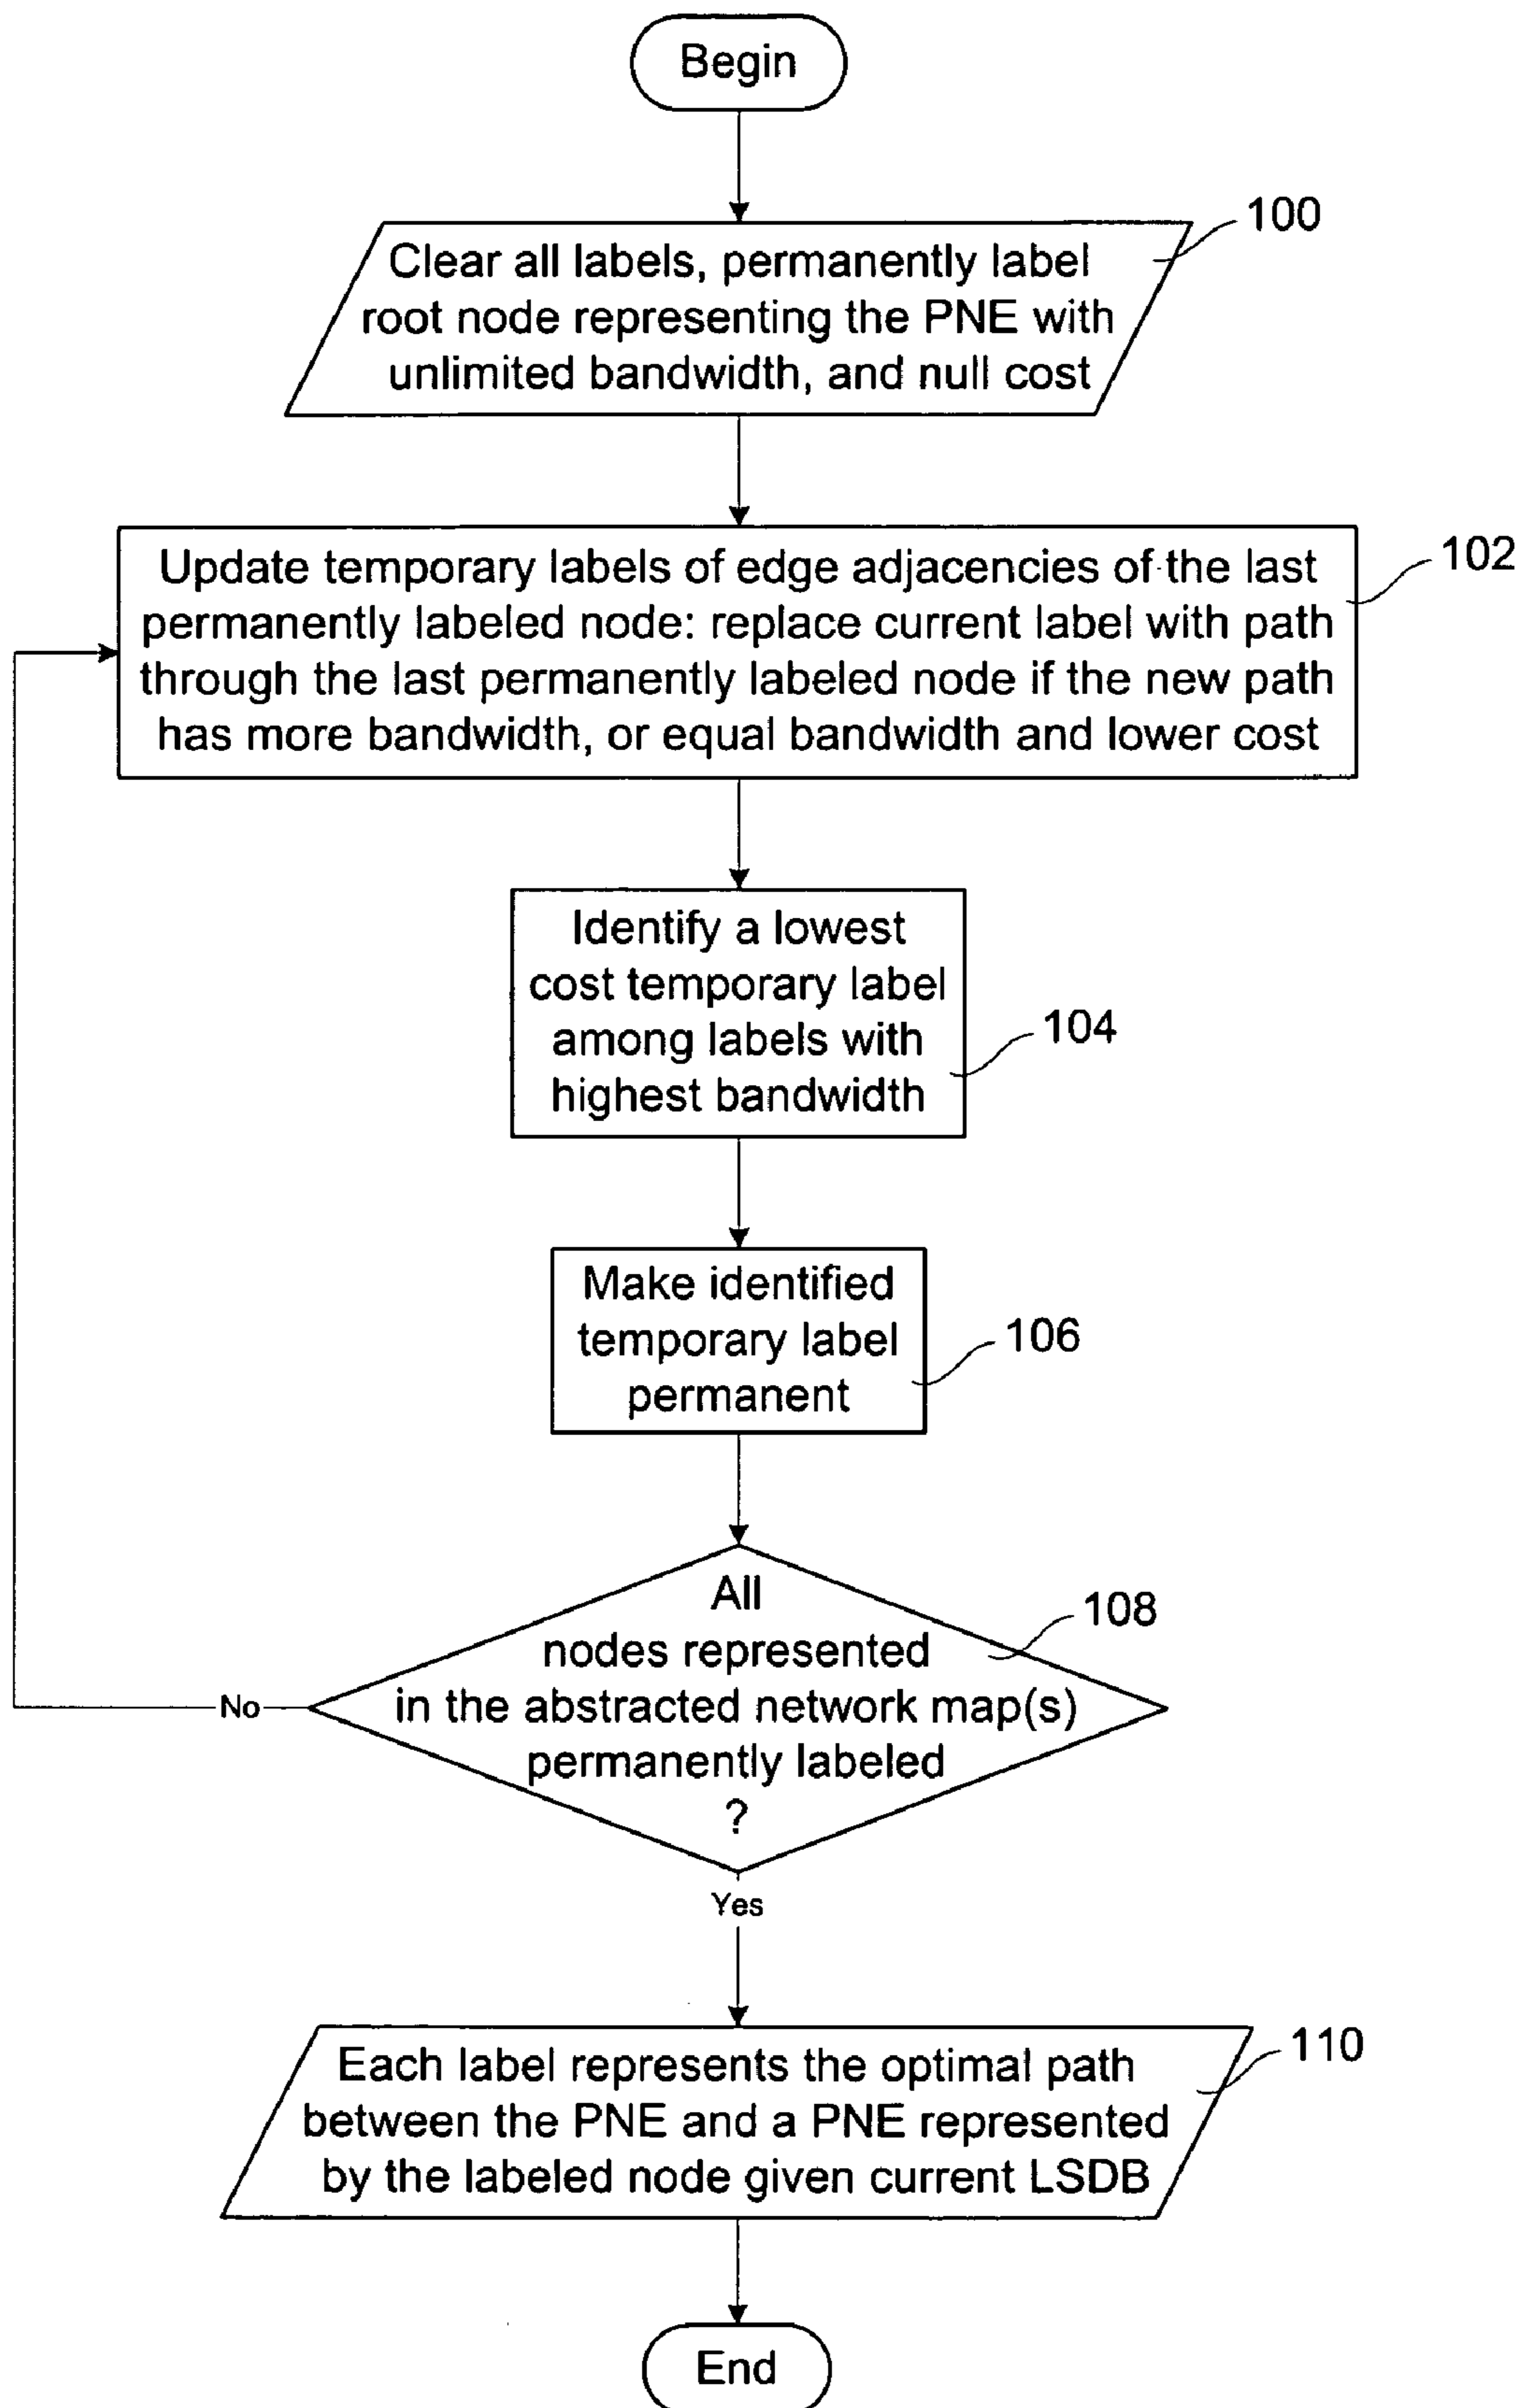 Begin
100
Clear all labels, permanently label
root node representing the PNE with
unlimited bandwidth, and null cost
102
Update temporary labels of edge adjacencies of the last
permanently labeled node: replace current label with path
through the last permanently labeled node if the new path
has more bandwidth, or equal bandwidth and lower cost
Identify a lowest
cost temporary label
among labels with
highest bandwidth
104
Make identified
temporary label
permanent
106
All
nodes represented
in the abstracted network map(s)
permanently labeled
?
108
No
Yes
110
Each label represents the optimal path
between the PNE and a PNE represented
by the labeled node given current LSDB
End